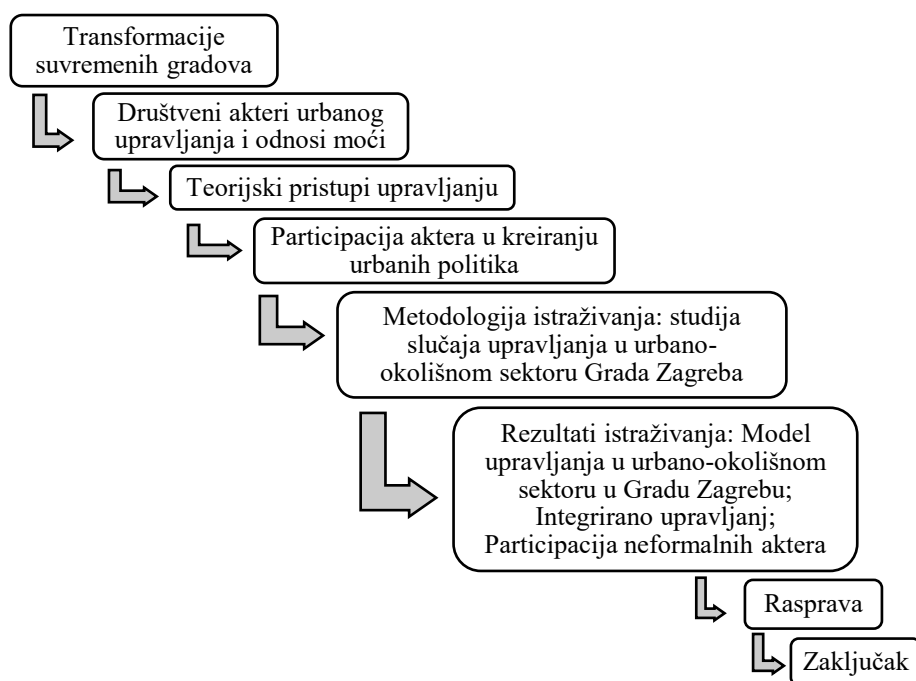 Transformacije
suvremenih gradova
Društveni akteri urbanog
upravljanja i odnosi moći
Teorijski pristupi upravljanju
Participacija aktera u kreiranju
urbanih politika
Metodologija istraživanja: studija
slučaja upravljanja u urbano-
okolišnom sektoru Grada Zagreba
Rezultati istraživanja: Model
upravljanja u urbano-okolišnom
sektoru u Gradu Zagrebu;
Integrirano upravljanj;
Participacija neformalnih aktera
Rasprava
Zaključak